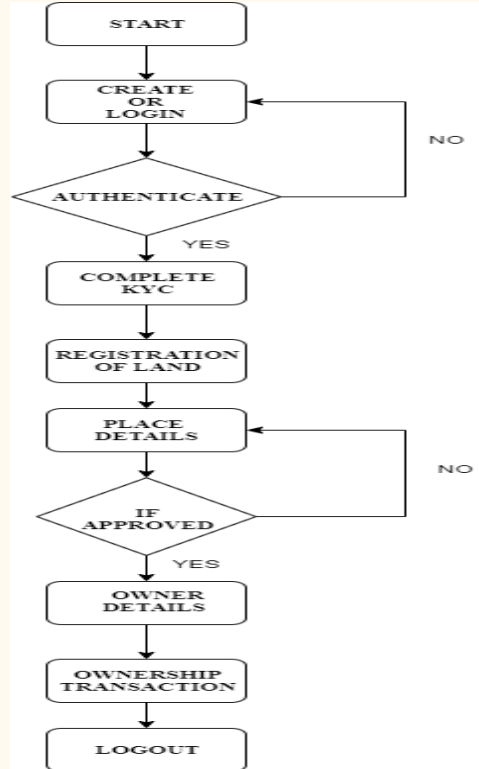 START
CREATE
OR
LOGIN
NO
AUTHENTICATE
YES
COMPLETE
KYC
REGISTRATION
OF LAND
PLACE
DETAILS
NO
IF
APPROVED
YES
OWNER
DETAILS
OWNERSHIP
TRANSACTION
LOGOUT